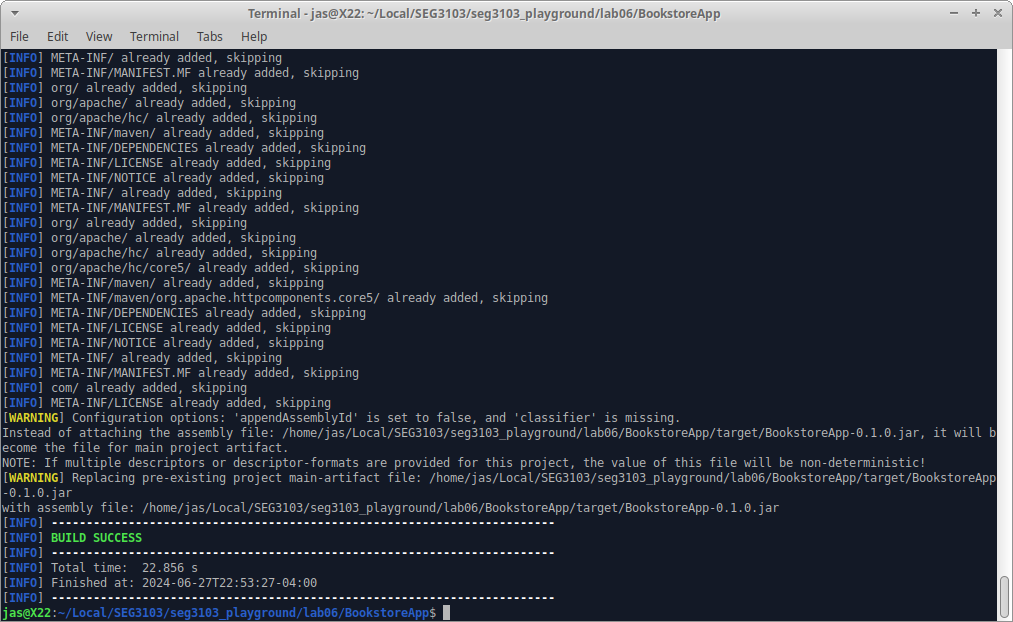 Terminal - jas@X22: ~/Local/SEG3103/seg3103_playground/lab06/BookstoreApp
File Edit View Terminal Tabs Help
[INFO] META-INF/ already added, skipping
[INFO] META-INF/MANIFEST.MF already added, skipping
[INFO] org/ already added, skipping
[INFO] org/apache/ already added, skipping
[INFO] org/apache/hc/ already added, skipping
[INFO] META-INF/maven/ already added, skipping
[INFO] META-INF/DEPENDENCIES already added, skipping
[INFO] META-INF/LICENSE already added, skipping
[INFO] META-INF/NOTICE already added, skipping
[INFO] META-INF/ already added, skipping
[INFO] META-INF/MANIFEST.MF already added, skipping
[INFO] org/ already added, skipping
[INFO] org/apache/ already added, skipping
[INFO] org/apache/hc/ already added, skipping
[INFO] org/apache/hc/core5/ already added, skipping
[INFO] META-INF/maven/ already added, skipping
[INFO] META-INF/maven/org.apache.httpcomponents.core5/ already added, skipping
[INFO] META-INF/DEPENDENCIES already added, skipping
[INFO] META-INF/LICENSE already added, skipping
[INFO] META-INF/NOTICE already added, skipping
[INFO] META-INF/ already added, skipping
[INFO] META-INF/MANIFEST.MF already added, skipping
[INFO] com/ already added, skipping
[INFO] META-INF/LICENSE already added, skipping
[WARNING] Configuration options: 'appendAssemblyId' is set to false, and 'classifier' is missing.
Instead of attaching the assembly file: /home/jas/Local/SEG3103/seg3103_playground/lab06/BookstoreApp/target/BookstoreApp-0.1.0.jar, it will b
ecome the file for main project artifact.
NOTE: If multiple descriptors or descriptor-formats are provided for this project, the value of this file will be non-deterministic!
[WARNING] Replacing pre-existing project main-artifact file: /home/jas/Local/SEG3103/seg3103_playground/lab06/BookstoreApp/target/BookstoreApp
-0.1.0.jar
with assembly file: /home/jas/Local/SEG3103/seg3103_playground/lab06/BookstoreApp/target/BookstoreApp-0.1.0.jar
[INFO] ------------------------------------------------------------------------
[INFO] BUILD SUCCESS
[INFO] ------------------------------------------------------------------------
[INFO] Total time:  22.856 s
[INFO] Finished at: 2024-06-27T22:53:27-04:00
[INFO] ------------------------------------------------------------------------
jas@X22:~/Local/SEG3103/seg3103_playground/lab06/BookstoreApp$